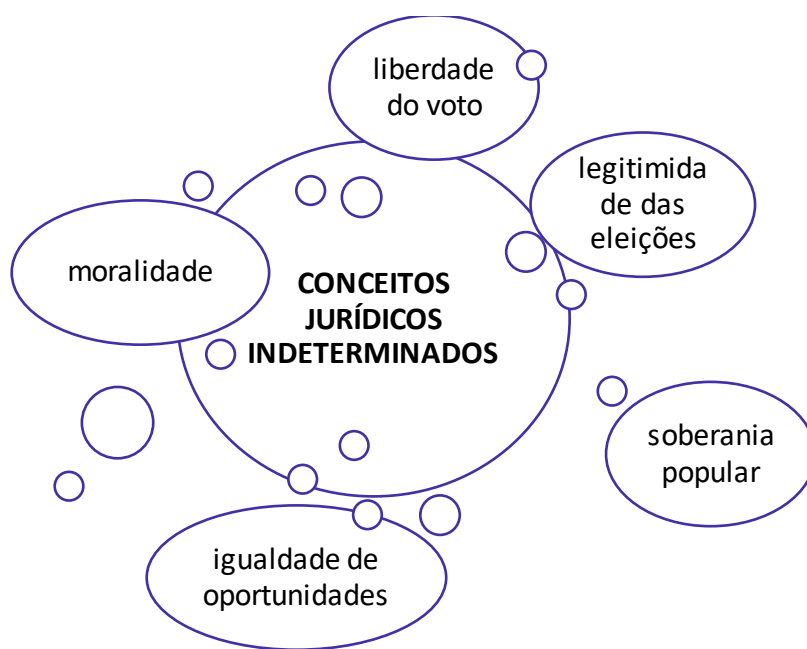 liberdade
do voto
legitimida
de das
eleições
moralidade
CONCEITOS
JURÍDICOS
INDETERMINADOS
soberania
popular
igualdade de
oportunidades